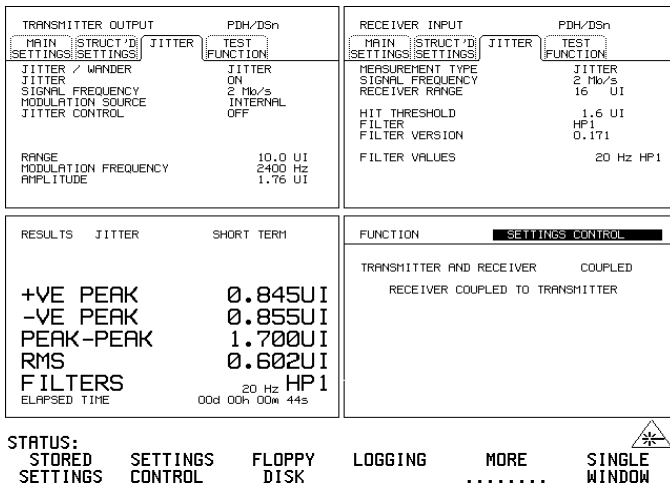 TRANSMITTER OUTPUT PDH/DSn
MAIN SETTINGS STRUCT'D SETTINGS JITTER TEST FUNCTION
JITTER / WANDER JITTER
JITTER ON
SIGNAL FREQUENCY 2 Mb/s
MODULATION SOURCE INTERNAL
JITTER CONTROL OFF
RANGE 10.0 UI
MODULATION FREQUENCY 2400 Hz
AMPLITUDE 1.76 UI
RECEIVER INPUT PDH/DSn
MAIN SETTINGS STRUCT'D SETTINGS JITTER TEST FUNCTION
MEASUREMENT TYPE JITTER
SIGNAL FREQUENCY 2 Mb/s
RECEIVER RANGE 16 UI
HIT THRESHOLD 1.6 UI
FILTER HP1
FILTER VERSION 0.171
FILTER VALUES 20 Hz HP1
RESULTS JITTER SHORT TERM
+VE PEAK 0.845UI
-VE PEAK 0.855UI
PEAK-PEAK 1.700UI
RMS 0.602UI
FILTERS 20 Hz HP1
ELAPSED TIME 00d 00h 00m 44s
FUNCTION SETTINGS CONTROL
TRANSMITTER AND RECEIVER COUPLED
RECEIVER COUPLED TO TRANSMITTER
STATUS:
STORED SETTINGS SETTINGS CONTROL FLOPPY DISK LOGGING MORE ........ SINGLE WINDOW